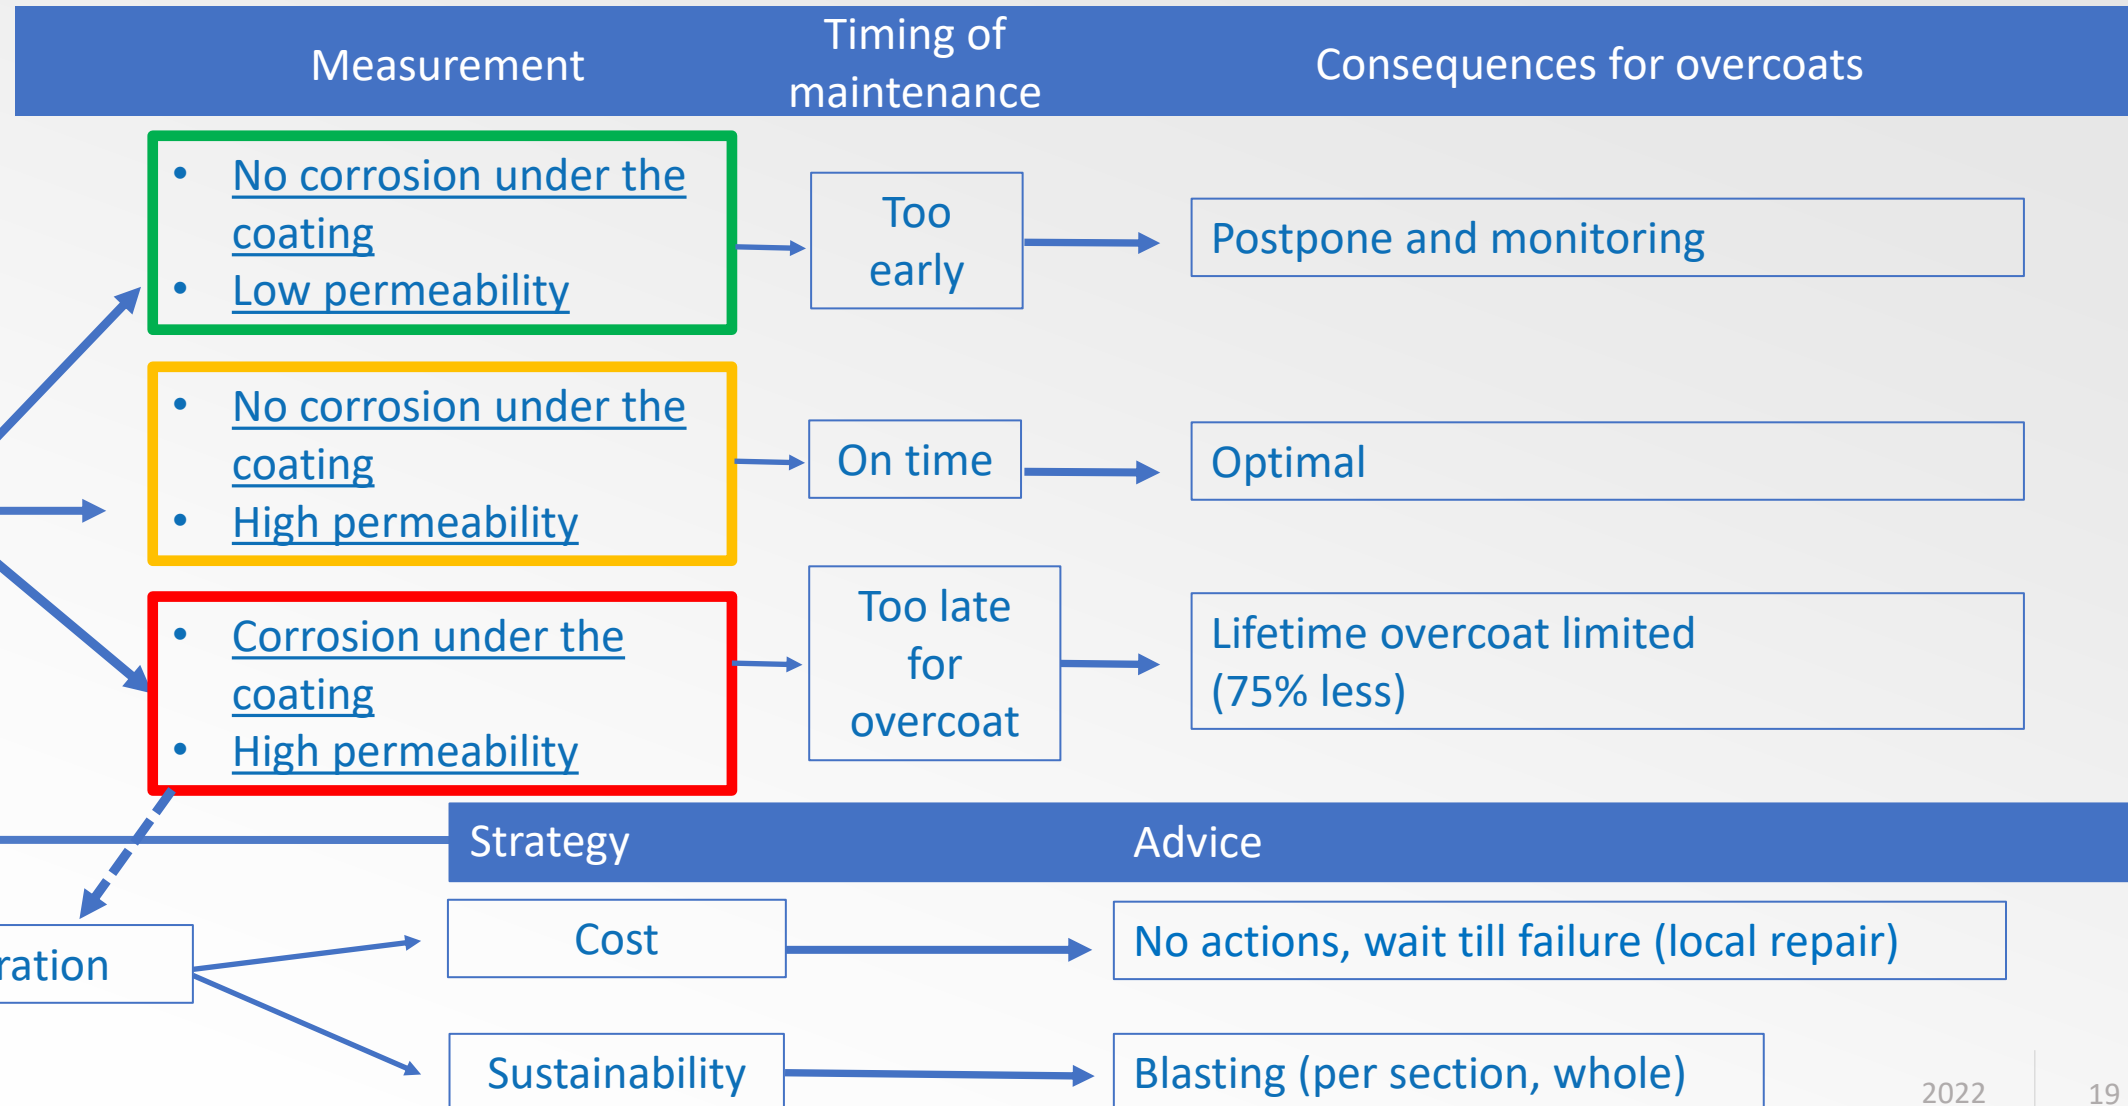 Measurement
Timing of
maintenance
Consequences for overcoats
• No corrosion under the
coating
• Low permeability
Too
early
Postpone and monitoring
• No corrosion under the
coating
• High permeability
On time
Optimal
• Corrosion under the
coating
• High permeability
Too late
for
overcoat
Lifetime overcoat limited
(75% less)
Strategy
Advice
ration
Cost
No actions, wait till failure (local repair)
Sustainability
Blasting (per section, whole)
2022
19